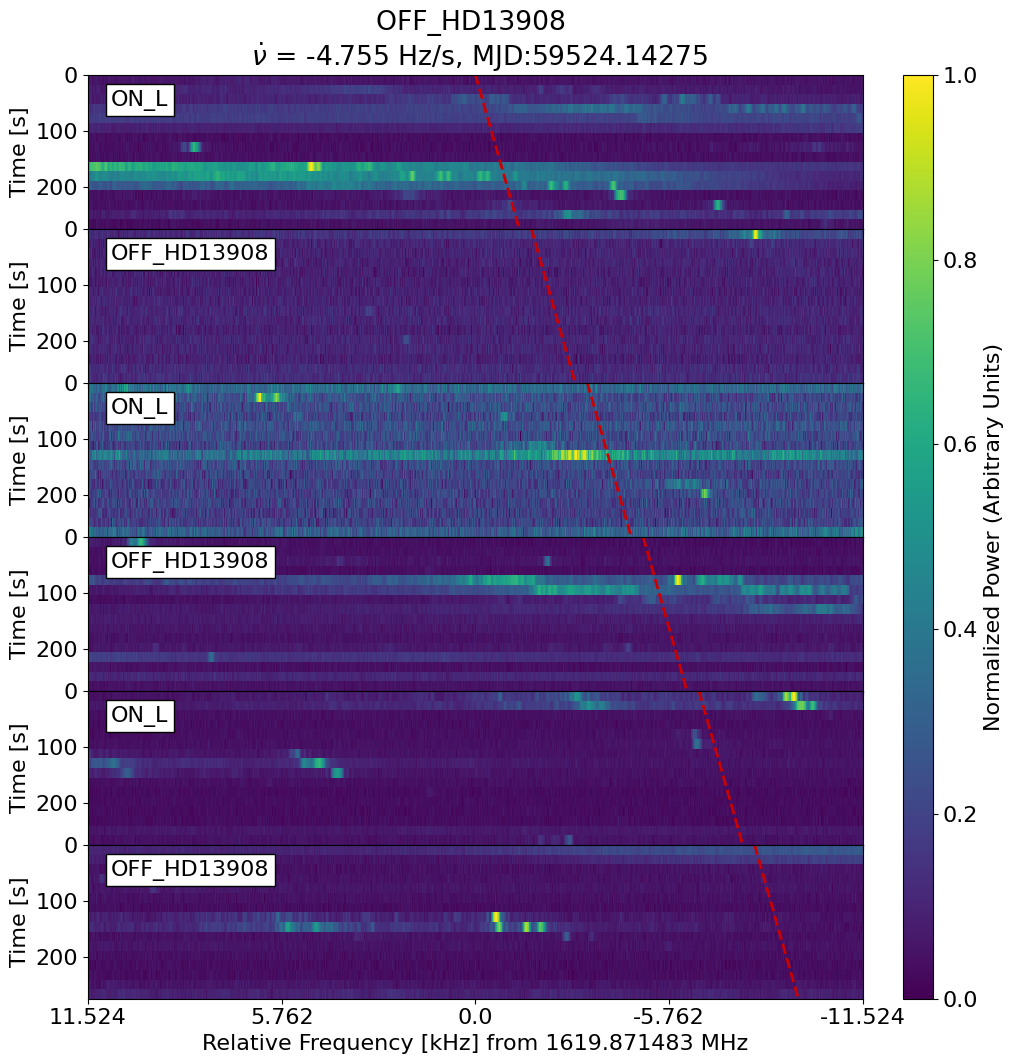 OFF_HD13908
ν̇ = -4.755 Hz/s, MJD:59524.14275
0
ON_L
100
200
Time [s]
0
OFF_HD13908
100
200
Time [s]
0
ON_L
100
200
Time [s]
0
OFF_HD13908
100
200
Time [s]
0
ON_L
100
200
Time [s]
0
OFF_HD13908
100
200
Time [s]
11.524 5.762 0.0 -5.762 -11.524
Relative Frequency [kHz] from 1619.871483 MHz
1.0
0.8
0.6
0.4
0.2
0.0
Normalized Power (Arbitrary Units)